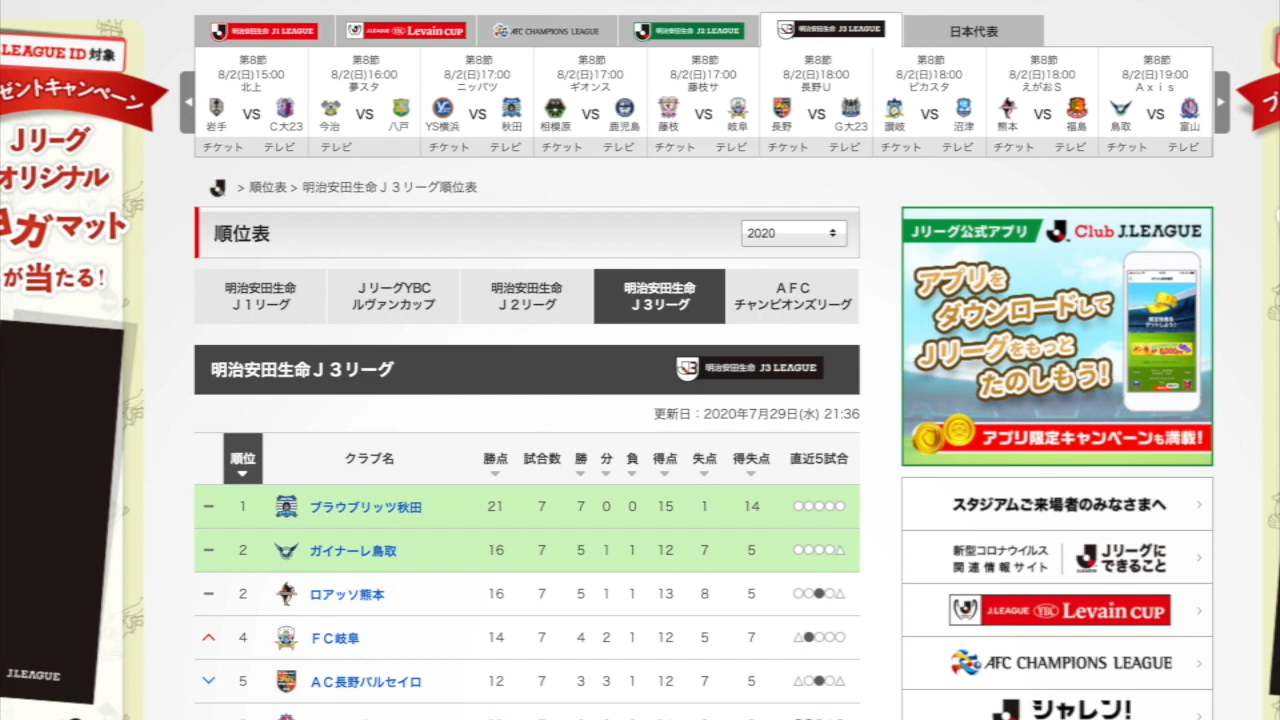 明治安田生命 J1 LEAGUE
J.LEAGUE YBC Levain CUP
AFC CHAMPIONS LEAGUE
明治安田生命 J2 LEAGUE
明治安田生命 J3 LEAGUE
日本代表
第8節 第8節 第8節 第8節 第8節 第8節 第8節 第8節 第8節
8/2(日)15:00 8/2(日)16:00 8/2(日)17:00 8/2(日)17:00 8/2(日)17:00 8/2(日)18:00 8/2(日)18:00 8/2(日)18:00 8/2(日)19:00
北上 夢スタ ニッパツ ギオンス 藤枝サ 長野U ピカスタ えがおS Axis
VS VS VS VS VS VS VS VS VS
岩手 C大23 今治 八戸 YS横浜 秋田 相模原 鹿児島 藤枝 岐阜 長野 G大23 讃岐 沼津 熊本 福島 鳥取 富山
チケット テレビ テレビ チケット テレビ チケット テレビ チケット テレビ チケット テレビ チケット テレビ チケット テレビ チケット テレビ
> 順位表 > 明治安田生命J3リーグ順位表
順位表
2020
明治安田生命
J1リーグ
JリーグYBC
ルヴァンカップ
明治安田生命
J2リーグ
明治安田生命
J3リーグ
AFC
チャンピオンズリーグ
明治安田生命J3リーグ
明治安田生命 J3 LEAGUE
更新日：2020年7月29日(水) 21:36
順位 クラブ名 勝点 試合数 勝 分 負 得点 失点 得失点 直近5試合
− 1 ブラウブリッツ秋田 21 7 7 0 0 15 1 14 ○○○○○
− 2 ガイナーレ鳥取 16 7 5 1 1 12 7 5 ○○○○△
− 2 ロアッソ熊本 16 7 5 1 1 13 8 5 ○○●○△
4 FC岐阜 14 7 4 2 1 12 5 7 △●○○○
5 AC長野パルセイロ 12 7 3 3 1 12 7 5 △○●○△
LEAGUE ID対象
ゼントキャンペーン
Jリーグ
オリジナル
ガマット
が当たる!
J.LEAGUE
プ
Jリーグ公式アプリ
Club J.LEAGUE
アプリを
ダウンロードして
Jリーグをもっと
たのしもう!
アプリ限定キャンペーンも満載!
スタジアムご来場者のみなさまへ
新型コロナウイルス
関連情報サイト
Jリーグに
できること
J.LEAGUE YBC Levain CUP
AFC CHAMPIONS LEAGUE
シャレン!